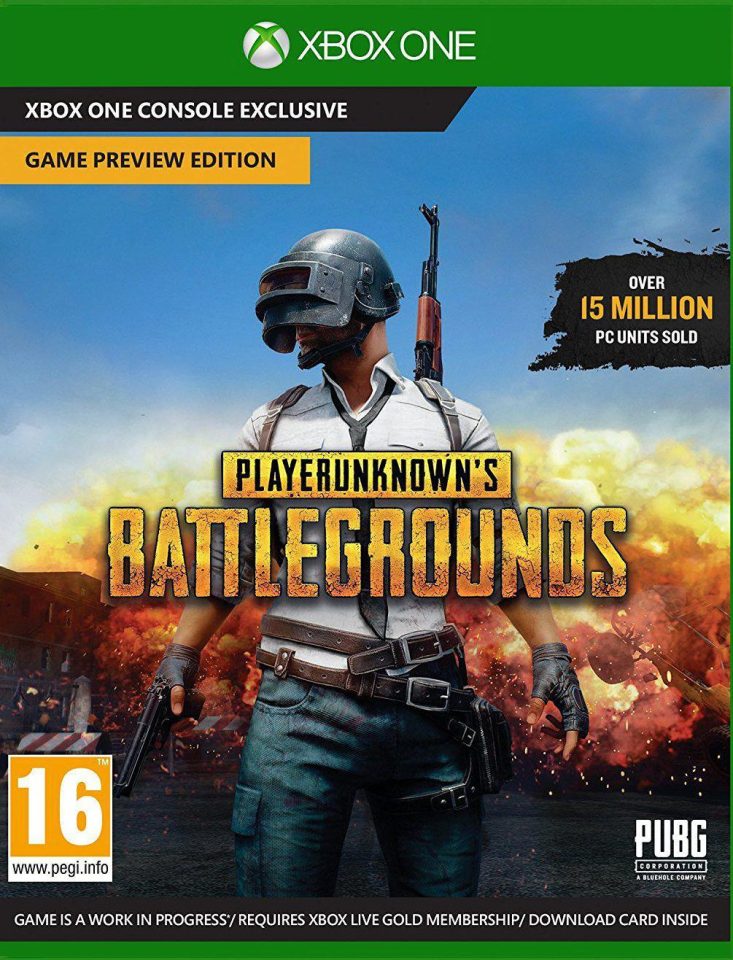 XBOX ONE
XBOX ONE CONSOLE EXCLUSIVE
GAME PREVIEW EDITION
OVER
15 MILLION
PC UNITS SOLD
PLAYERUNKNOWN'S
BATTLEGROUNDS
16™
www.pegi.info
PUBG
CORPORATION
A BLUEHOLE COMPANY
GAME IS A WORK IN PROGRESS*/ REQUIRES XBOX LIVE GOLD MEMBERSHIP/ DOWNLOAD CARD INSIDE